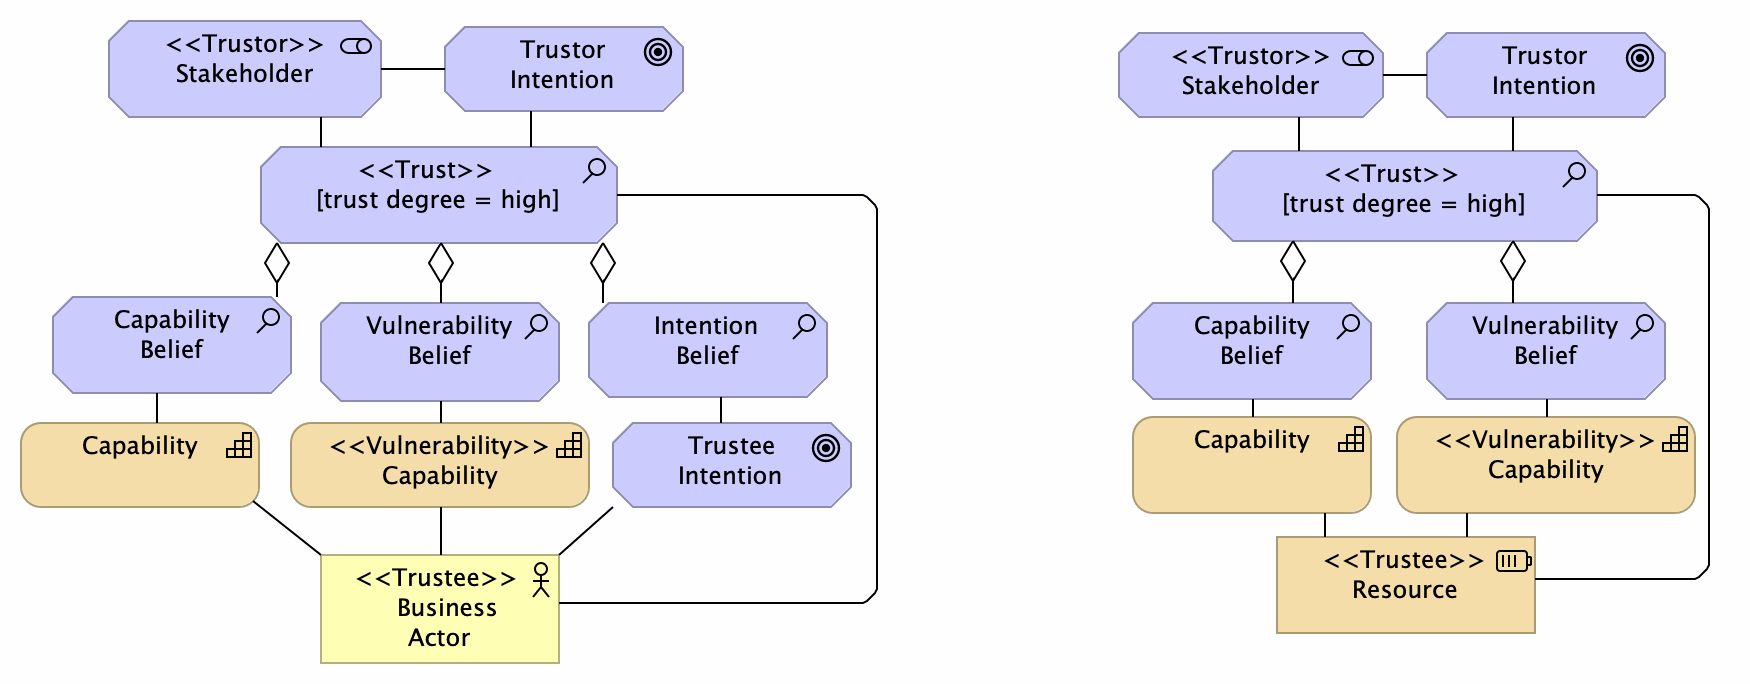 <<Trustor>>
Stakeholder
Trustor
Intention
<<Trust>>
[trust degree = high]
Capability
Belief
Vulnerability
Belief
Intention
Belief
Capability
<<Vulnerability>>
Capability
Trustee
Intention
<<Trustee>>
Business
Actor
<<Trustor>>
Stakeholder
Trustor
Intention
<<Trust>>
[trust degree = high]
Capability
Belief
Vulnerability
Belief
Capability
<<Vulnerability>>
Capability
<<Trustee>>
Resource